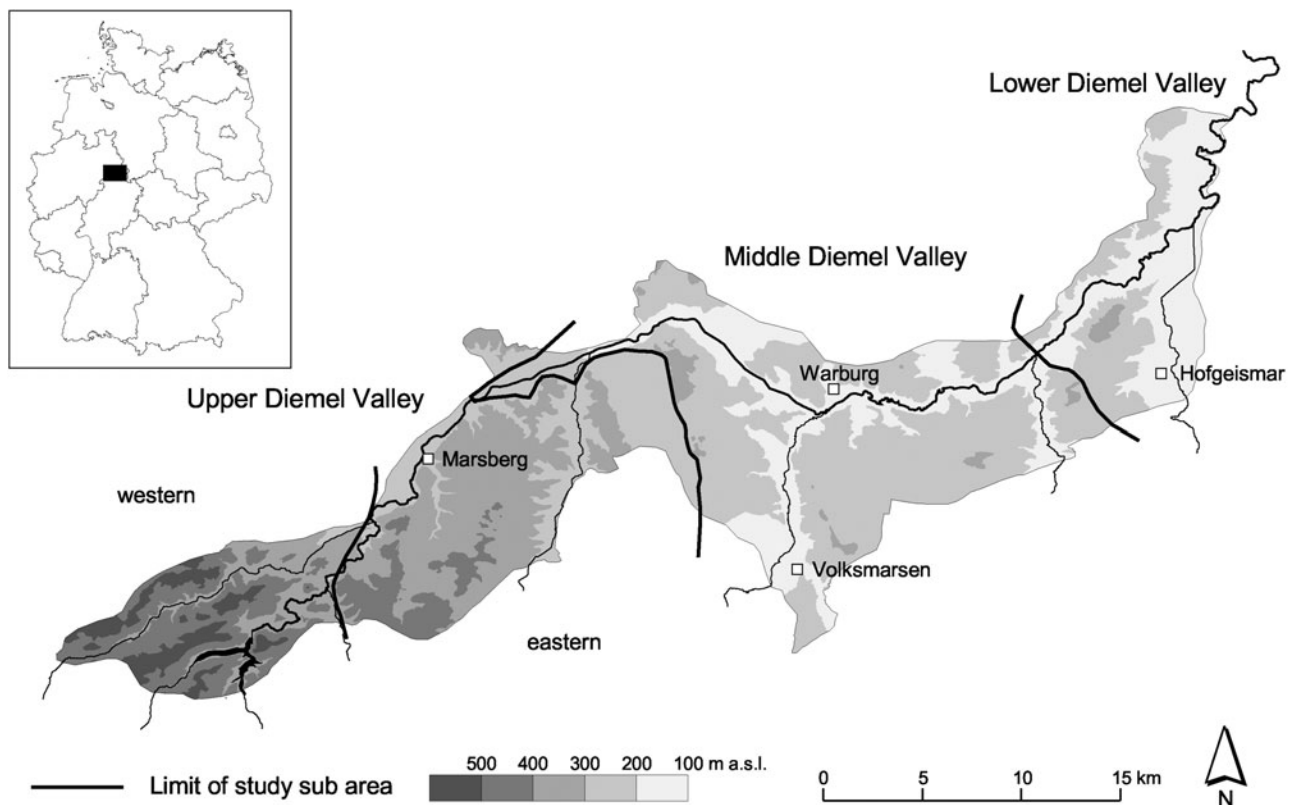 Lower Diemel Valley
Middle Diemel Valley
Upper Diemel Valley
Warburg
Hofgeismar
Marsberg
western
Volksmarsen
eastern
Limit of study sub area
500 400 300 200 100 m a.s.l.
0 5 10 15 km
N